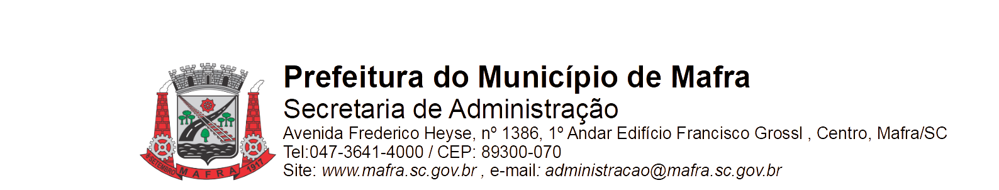 Prefeitura do Município de Mafra
Secretaria de Administração
Avenida Frederico Heyse, nº 1386, 1º Andar Edifício Francisco Grossl , Centro, Mafra/SC
Tel:047-3641-4000 / CEP: 89300-070
Site: www.mafra.sc.gov.br , e-mail: administracao@mafra.sc.gov.br
8 SETEMBRO MAFRA 1917